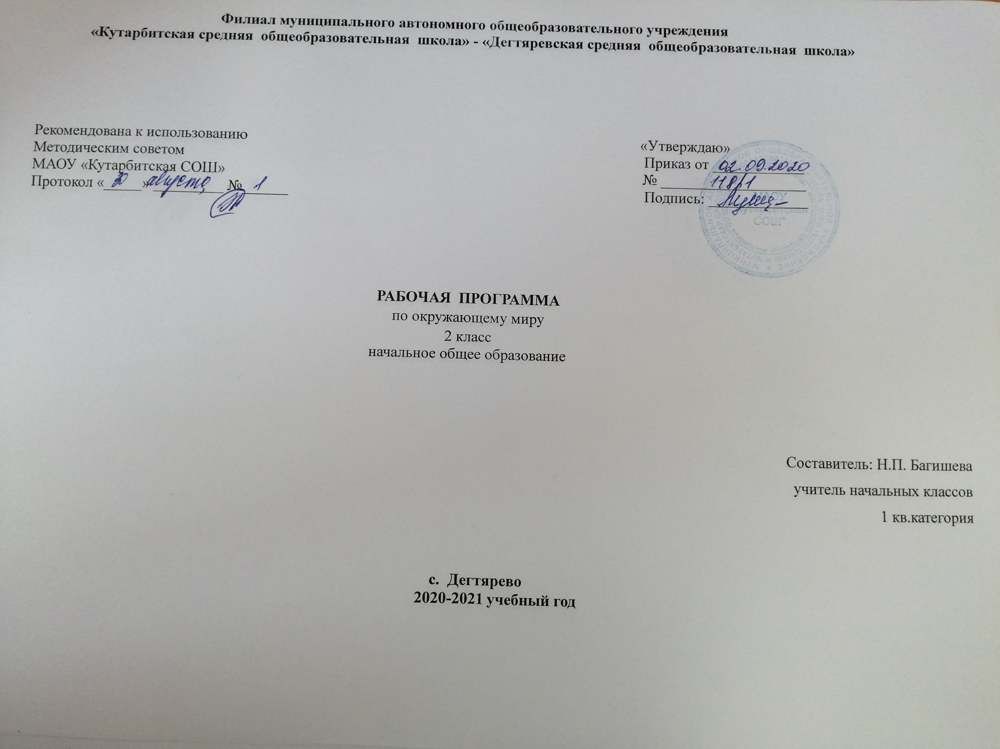 Филиал муниципального автономного общеобразовательного учреждения
«Кутарбитская средняя общеобразовательная школа» - «Дегтяревская средняя общеобразовательная школа»
Рекомендована к использованию
Методическим советом
МАОУ «Кутарбитская СОШ»
Протокол «30» августа № 1
«Утверждаю»
Приказ от 02.09.2020
№ 118/1
Подпись:
МАОУ
"Кутарбитская
СОШ"
РАБОЧАЯ ПРОГРАММА
по окружающему миру
2 класс
начальное общее образование
Составитель: Н.П. Багишева
учитель начальных классов
1 кв.категория
с. Дегтярево
2020-2021 учебный год